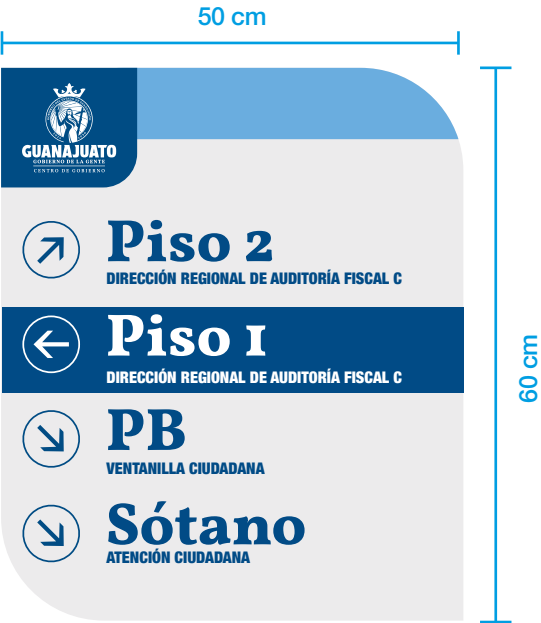 50 cm
GUANAJUATO
GOBIERNO DE LA GENTE
CENTRO DE GOBIERNO
Piso 2
DIRECCIÓN REGIONAL DE AUDITORÍA FISCAL C
Piso 1
DIRECCIÓN REGIONAL DE AUDITORÍA FISCAL C
PB
VENTANILLA CIUDADANA
Sótano
ATENCIÓN CIUDADANA
60 cm